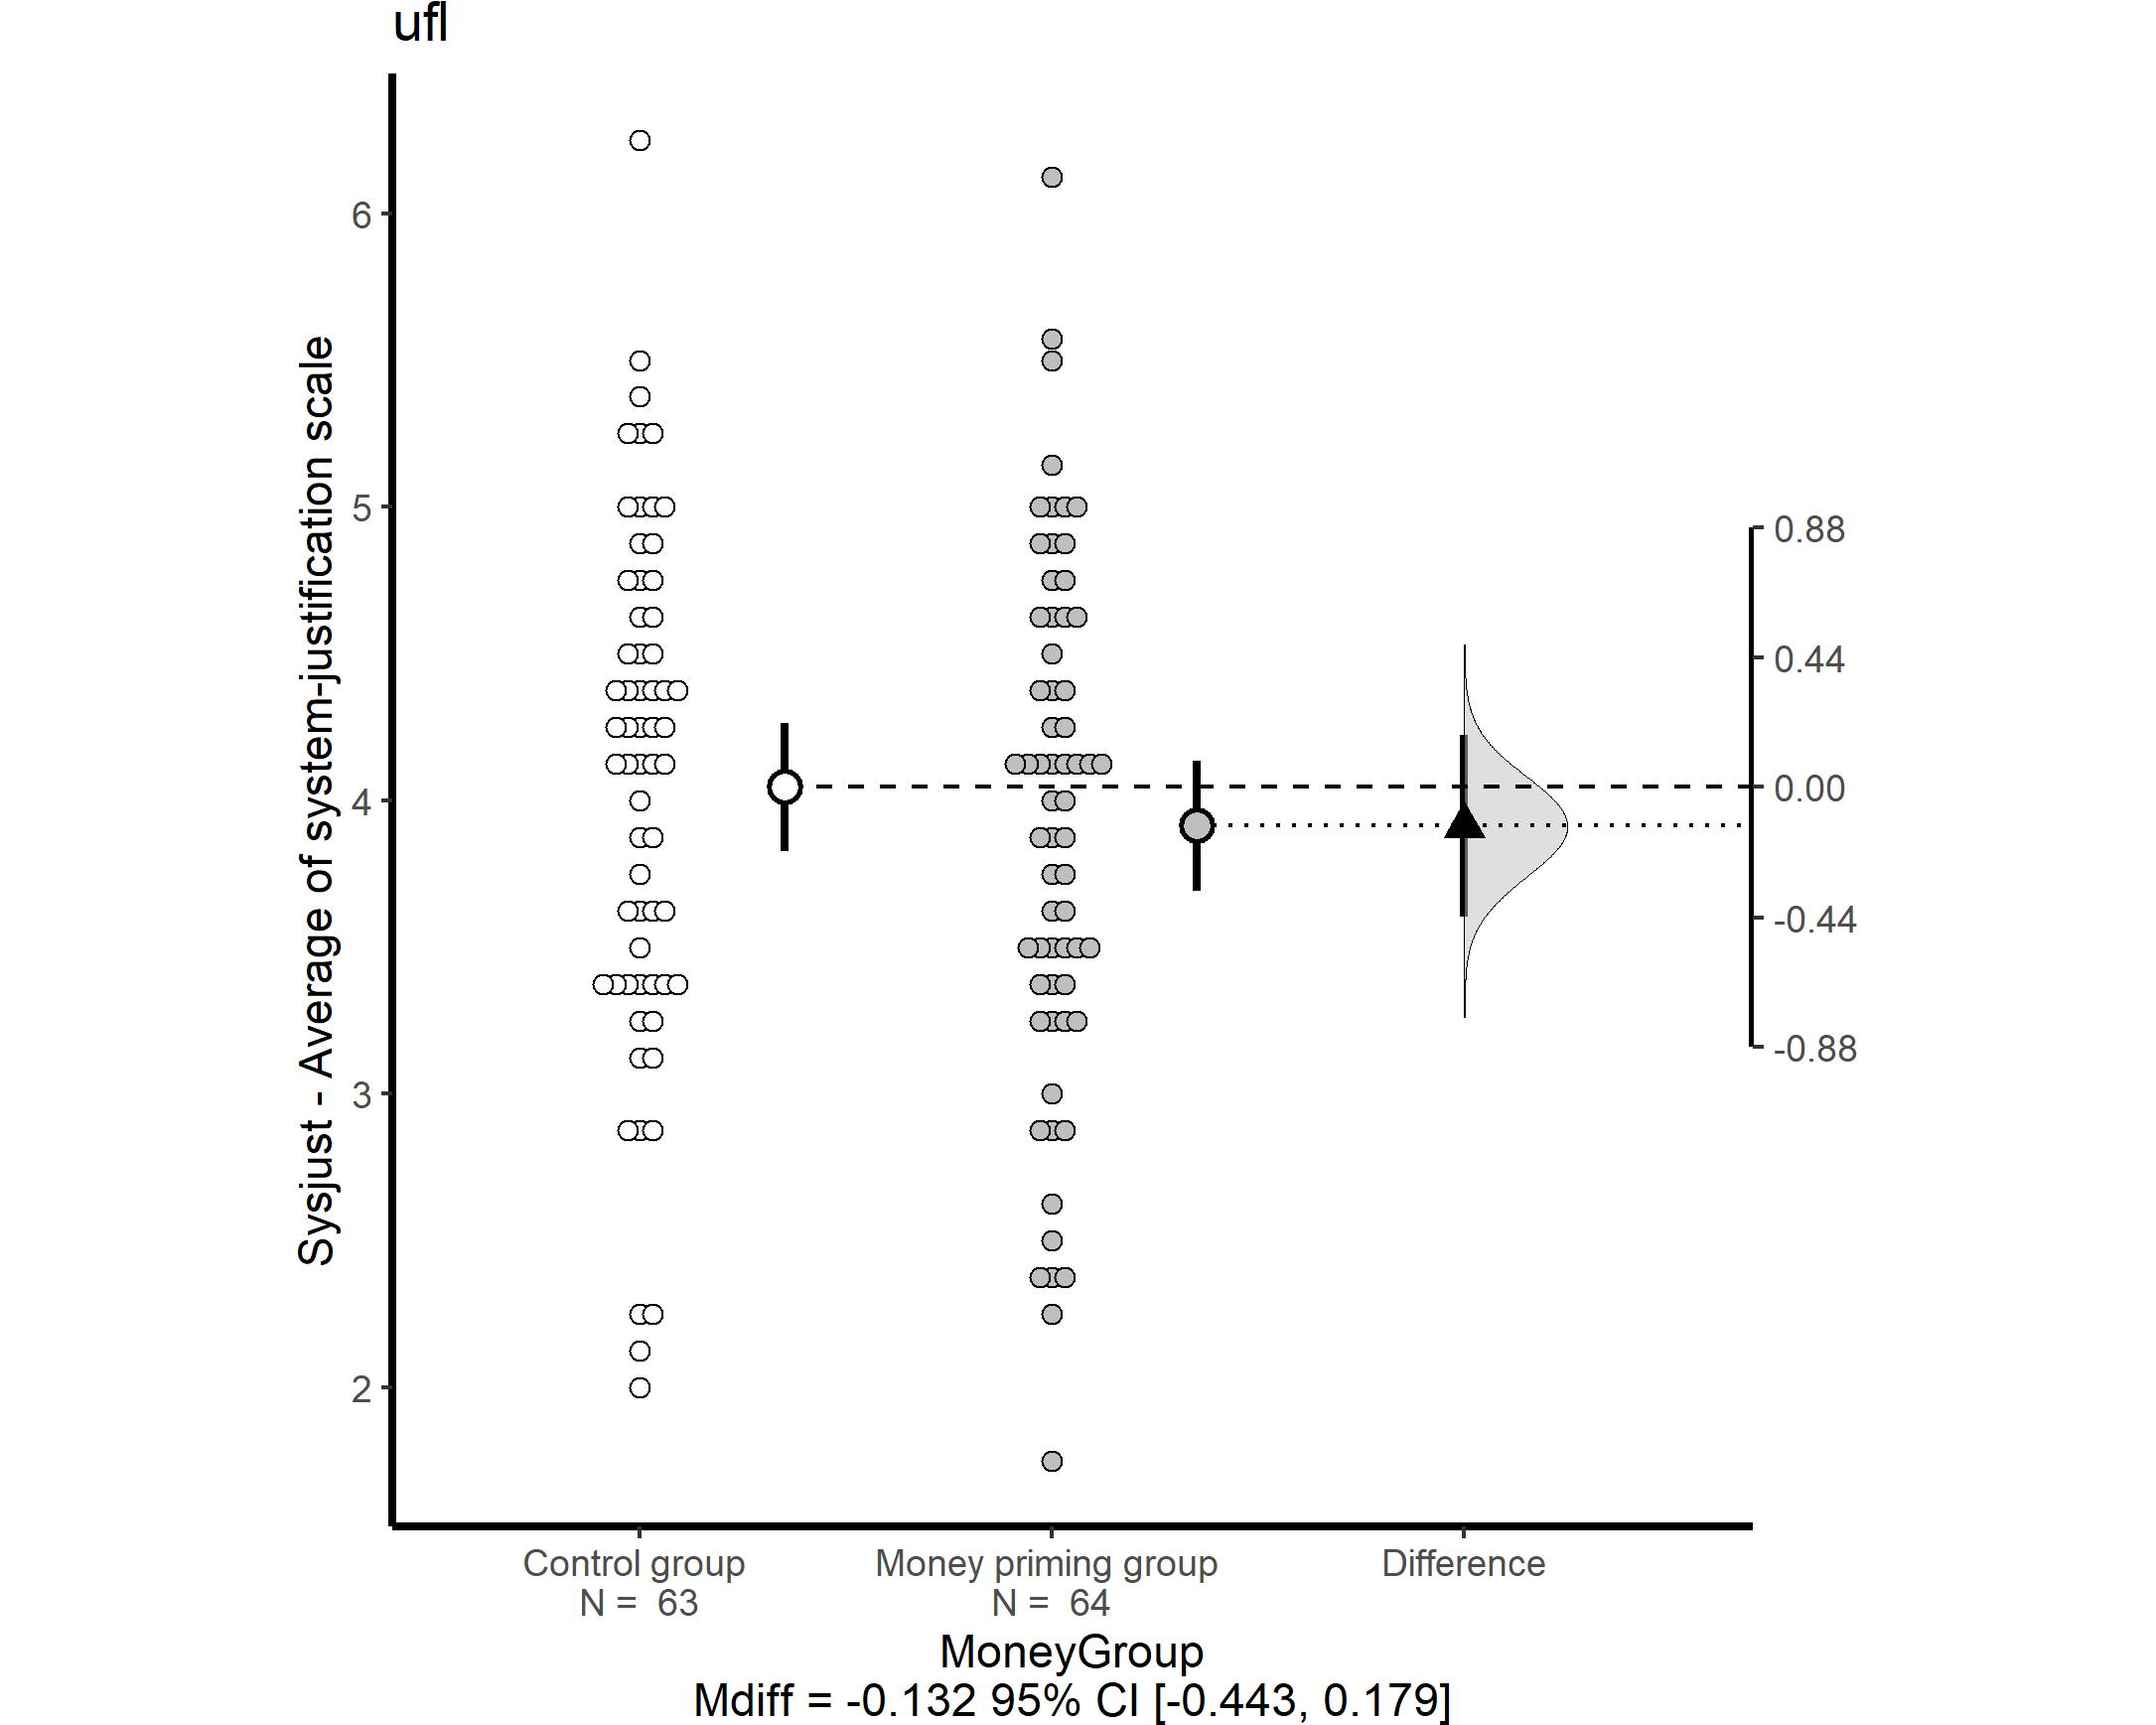 ufl
Sysjust - Average of system-justification scale
6
5
4
3
2
0.88
0.44
0.00
-0.44
-0.88
Control group
N =  63
Money priming group
N =  64
Difference
MoneyGroup
Mdiff = -0.132 95% CI [-0.443, 0.179]